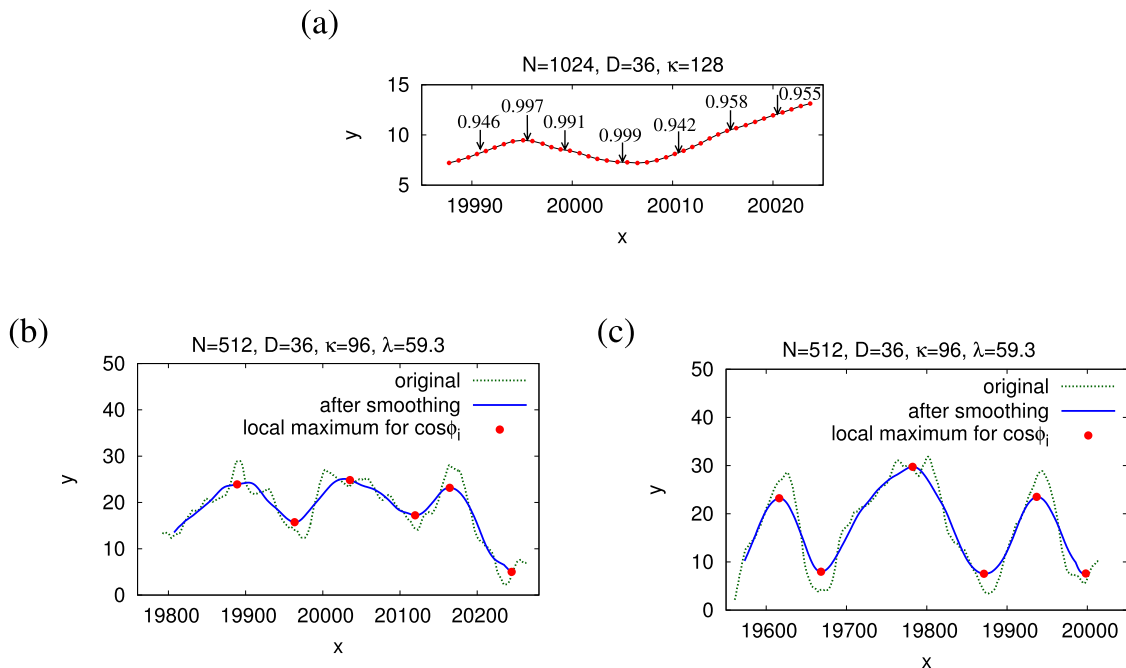 (a)
N=1024, D=36, κ=128
15
10
5
y
0.946
0.997
0.991
0.999
0.942
0.958
0.955
19990
20000
20010
20020
x
(b)
N=512, D=36, κ=96, λ=59.3
50
40
30
20
10
0
y
original
after smoothing
local maximum for cosϕi
19800
19900
20000
20100
20200
x
(c)
N=512, D=36, κ=96, λ=59.3
50
40
30
20
10
0
y
original
after smoothing
local maximum for cosϕi
19600
19700
19800
19900
20000
x